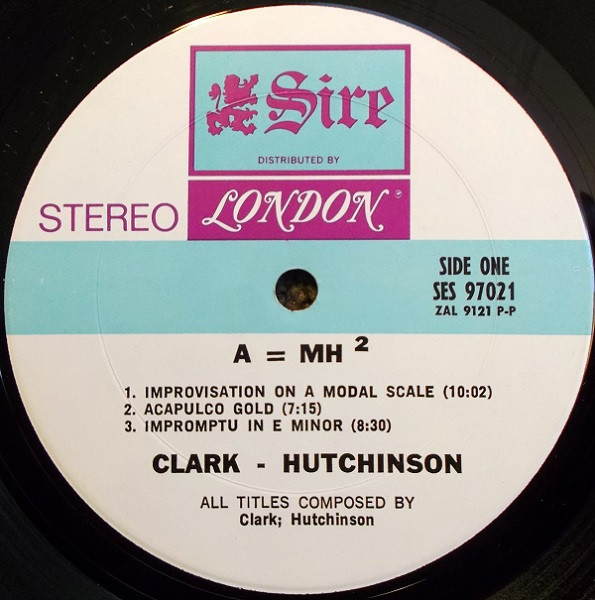 Sire
DISTRIBUTED BY
STEREO
LONDON®
SIDE ONE
SES 97021
ZAL 9121 P-P
A = MH ²
1. IMPROVISATION ON A MODAL SCALE (10:02)
2. ACAPULCO GOLD (7:15)
3. IMPROMPTU IN E MINOR (8:30)
CLARK - HUTCHINSON
ALL TITLES COMPOSED BY
Clark; Hutchinson